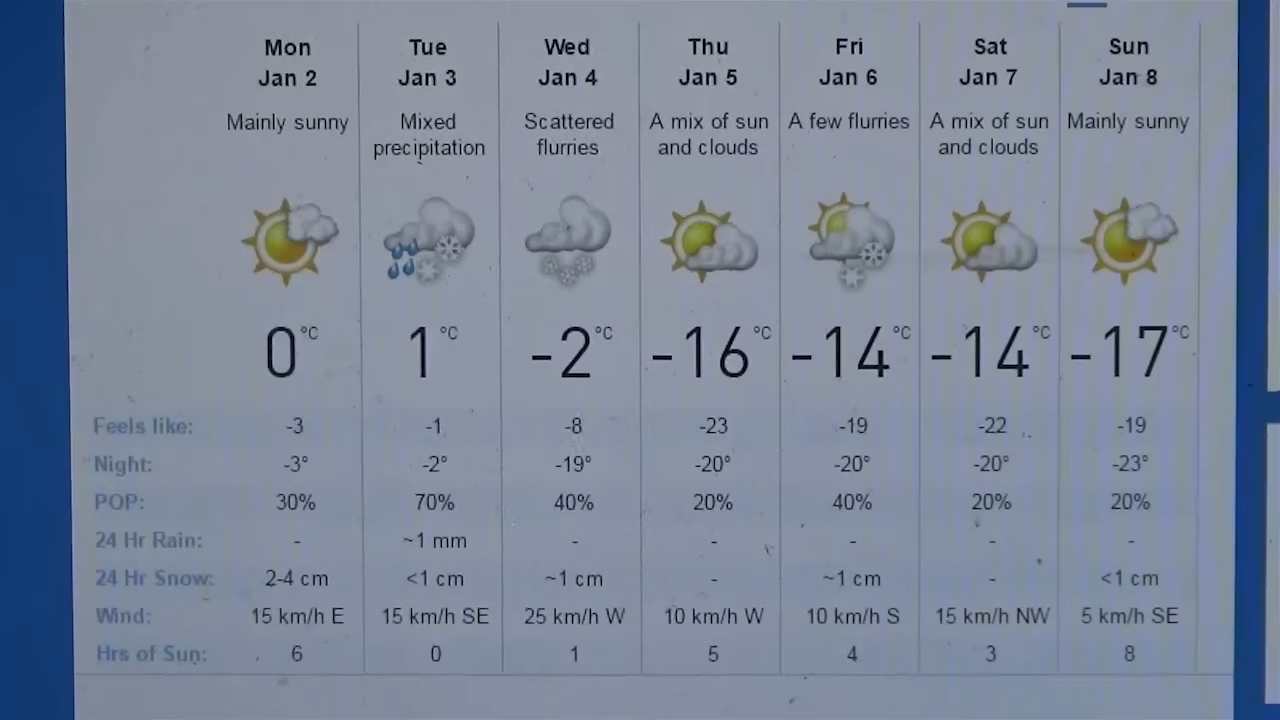 Mon Tue Wed Thu Fri Sat Sun
Jan 2 Jan 3 Jan 4 Jan 5 Jan 6 Jan 7 Jan 8
Mainly sunny Mixed Scattered A mix of sun A few flurries A mix of sun Mainly sunny
precipitation flurries and clouds and clouds
0°C 1°C -2°C -16°C -14°C -14°C -17°C
Feels like: -3 -1 -8 -23 -19 -22 -19
Night: -3° -2° -19° -20° -20° -20° -23°
POP: 30% 70% 40% 20% 40% 20% 20%
24 Hr Rain: - ~1 mm - - - - -
24 Hr Snow: 2-4 cm <1 cm ~1 cm - ~1 cm - <1 cm
Wind: 15 km/h E 15 km/h SE 25 km/h W 10 km/h W 10 km/h S 15 km/h NW 5 km/h SE
Hrs of Sun: 6 0 1 5 4 3 8